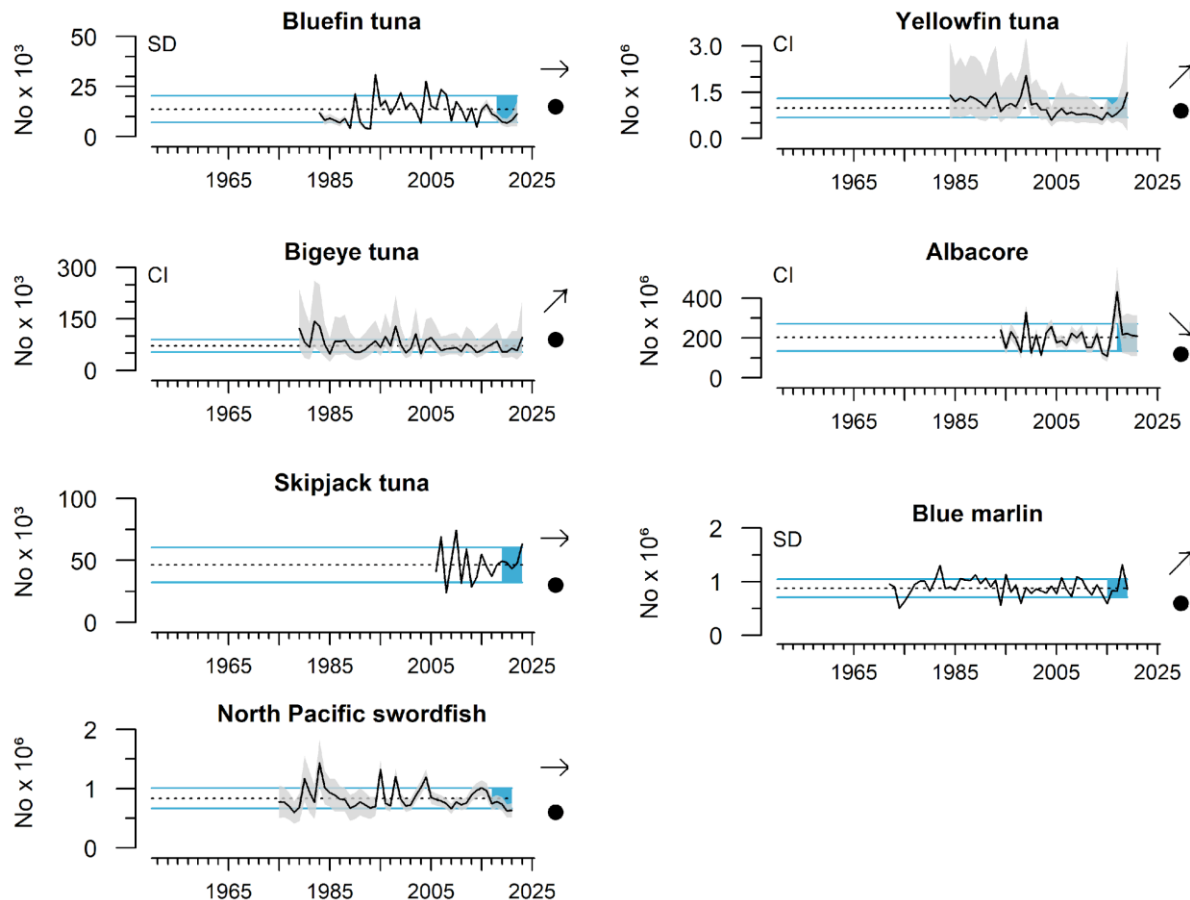 Bluefin tuna
No x 10³
50
25
0
SD
1965 1985 2005 2025
Yellowfin tuna
No x 10⁶
3.0
1.5
0.0
CI
1965 1985 2005 2025
Bigeye tuna
No x 10³
300
150
0
CI
1965 1985 2005 2025
Albacore
No x 10⁶
400
200
0
CI
1965 1985 2005 2025
Skipjack tuna
No x 10³
100
50
0
1965 1985 2005 2025
Blue marlin
No x 10⁶
2
1
0
SD
1965 1985 2005 2025
North Pacific swordfish
No x 10⁶
2
1
0
1965 1985 2005 2025